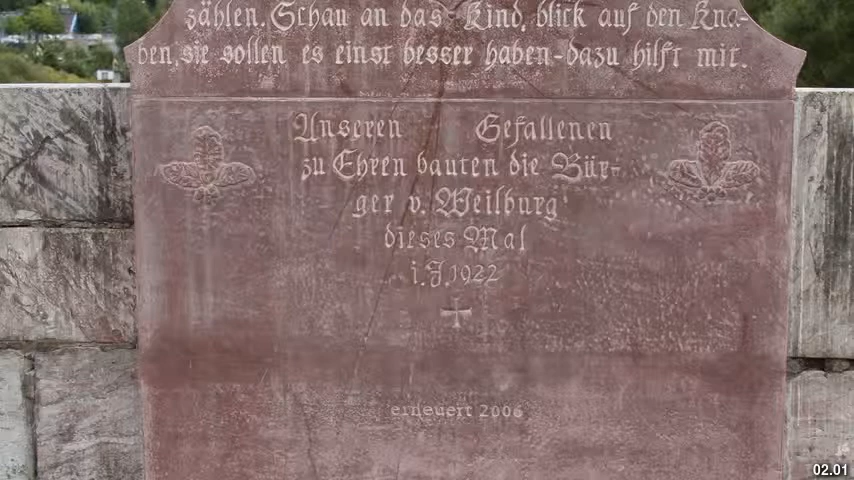 zählen. Schau an das Kind, blick auf den Kna-
ben, sie sollen es einst besser haben-dazu hilft mit.
Unseren Gefallenen
zu Ehren bauten die Bür-
ger v. Weilburg
dieses Mal
i. J. 1922
erneuert 2006
02.01